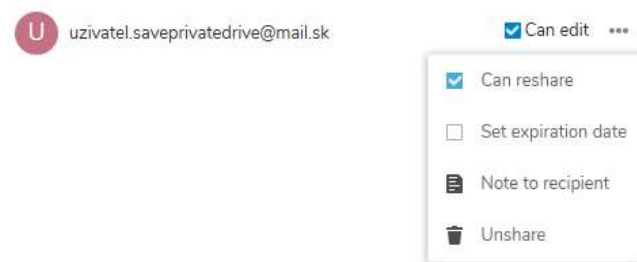 U uzivatel.saveprivatedrive@mail.sk Can edit
Can reshare
Set expiration date
Note to recipient
Unshare